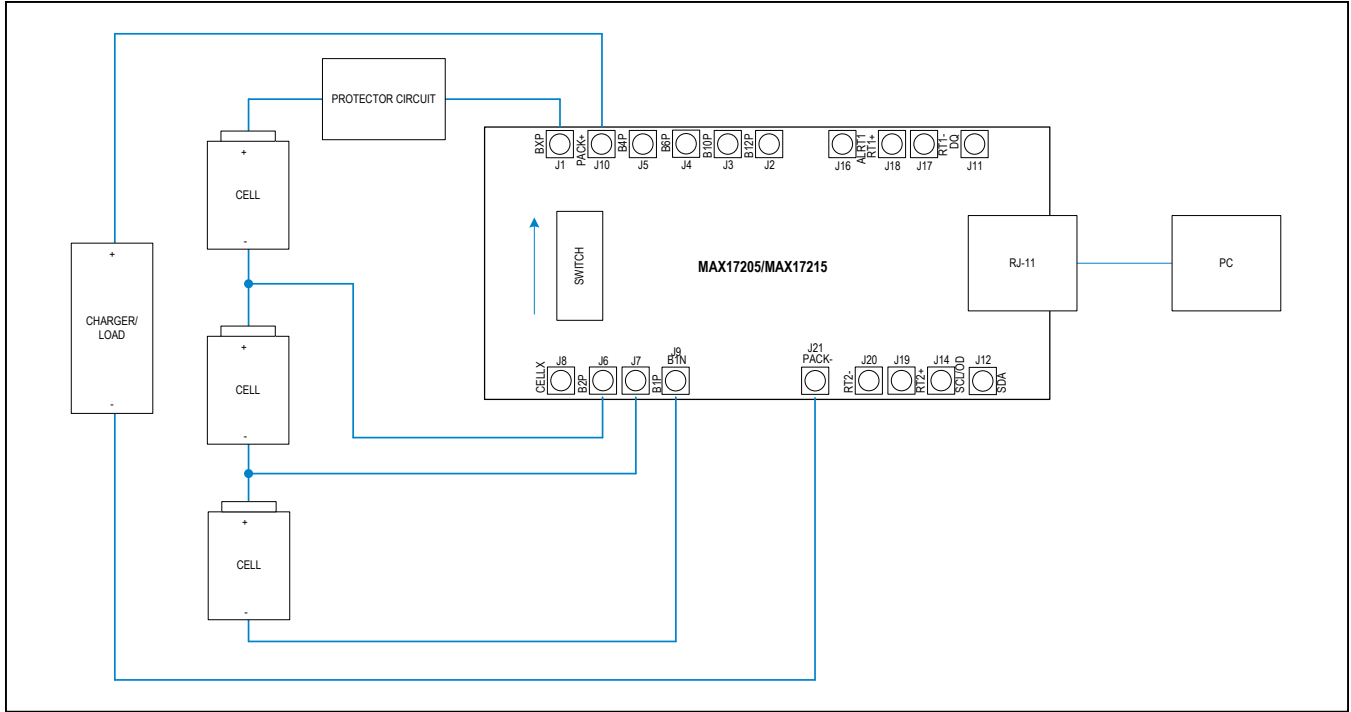 PROTECTOR CIRCUIT
BXP
PACK+
B4P
B6P
B10P
B12P
ALRT1
RT1+
RT1-
DQ
J1
J10
J5
J4
J3
J2
J16
J18
J17
J11
+
CELL
-
+
CHARGER/
LOAD
-
SWITCH
MAX17205/MAX17215
RJ-11
PC
+
CELL
-
J8
J6
J7
J9
B1N
J21
PACK-
J20
J19
J14
J12
CELLX
B2P
B1P
RT2-
RT2+
SCL/OD
SDA
+
CELL
-